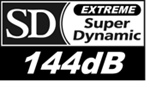 SD EXTREME
Super
Dynamic
144dB